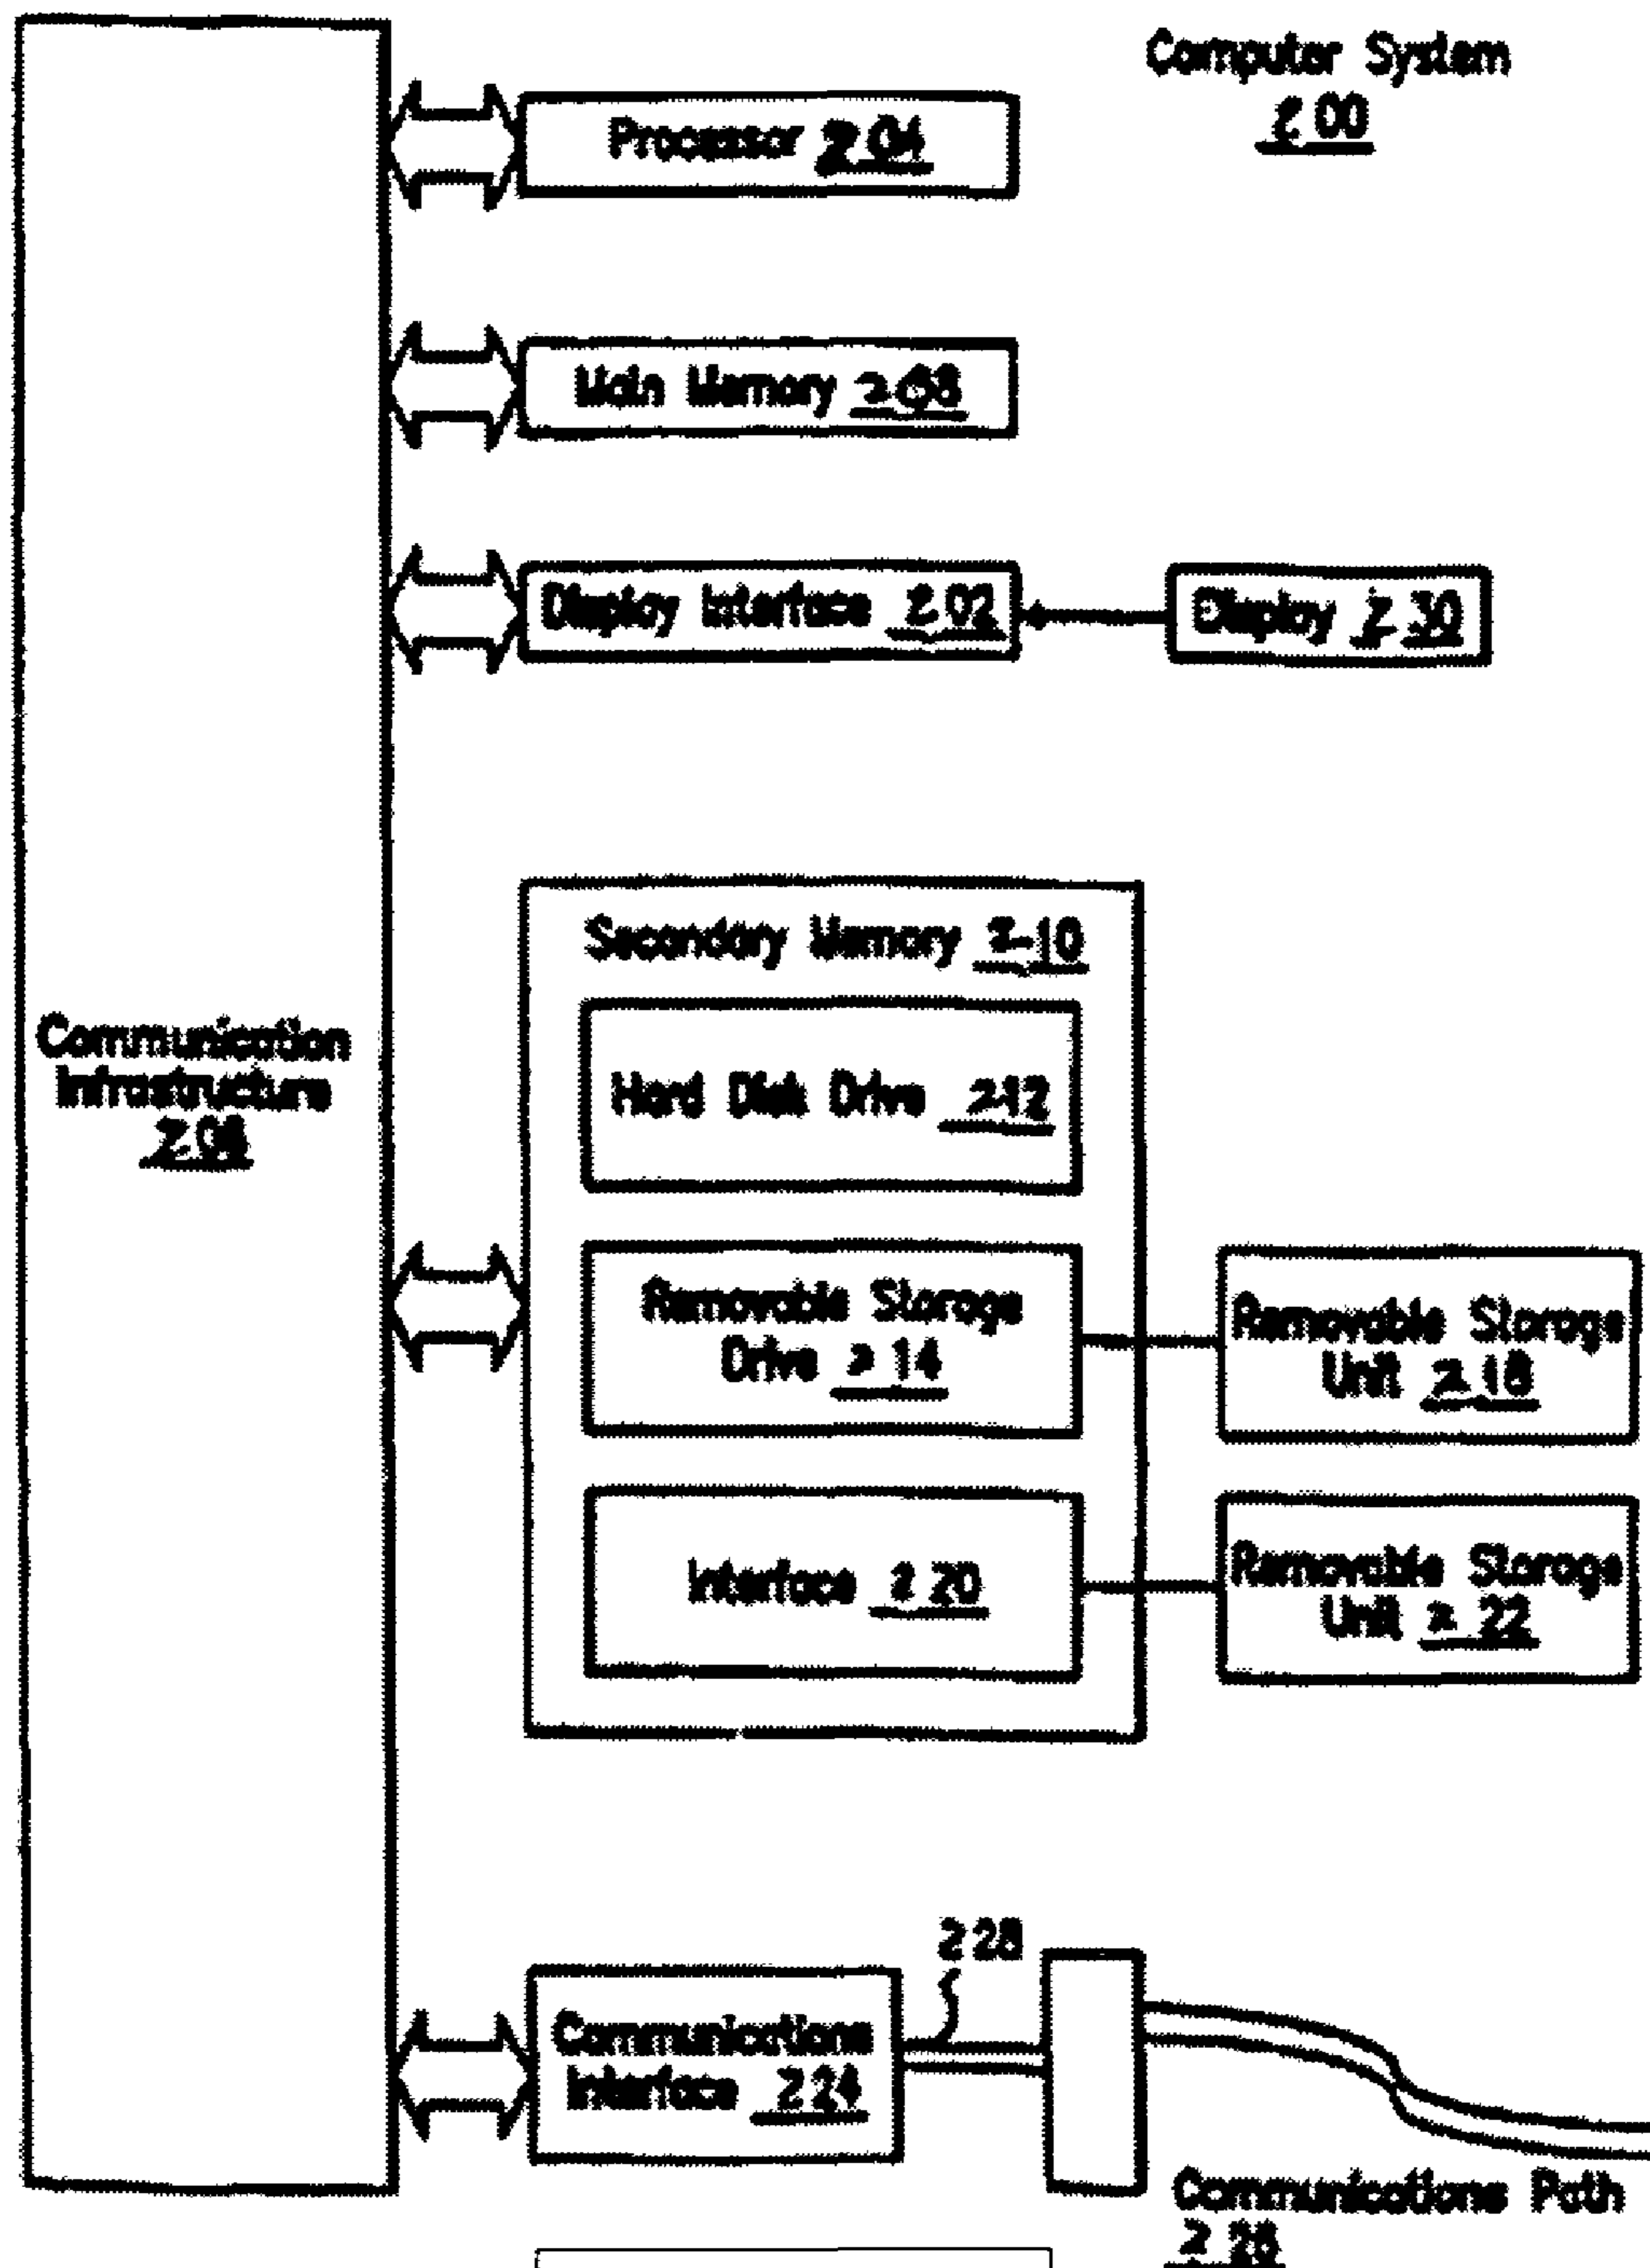 Computer System
200
Processor 204
Main Memory 208
Display Interface 202
Display 230
Secondary Memory 210
Communication
Infrastructure
Hard Disk Drive 212
Removable Storage
Drive 214
Removable Storage
Unit 218
Interface 220
Removable Storage
Unit 222
228
Communications
Interface 224
Communications Path